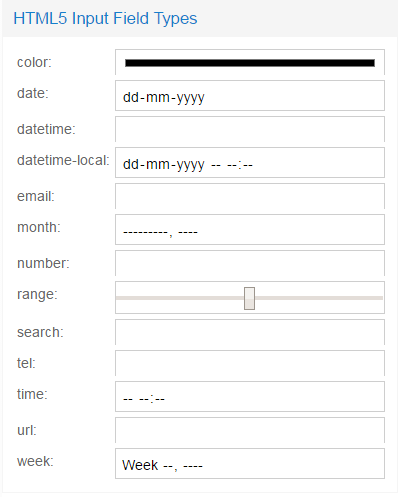 HTML5 Input Field Types
color:
date: dd-mm-yyyy
datetime:
datetime-local: dd-mm-yyyy -- --:--
email:
month: ---------, ----
number:
range:
search:
tel:
time: -- --:--
url:
week: Week --, ----